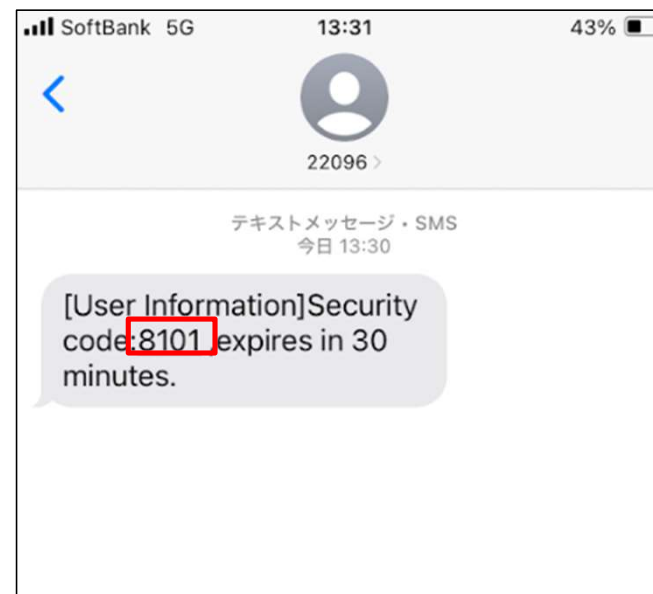 SoftBank 5G 13:31 43%
22096 >
テキストメッセージ・SMS
今日 13:30
[User Information]Security
code:8101 ,expires in 30
minutes.